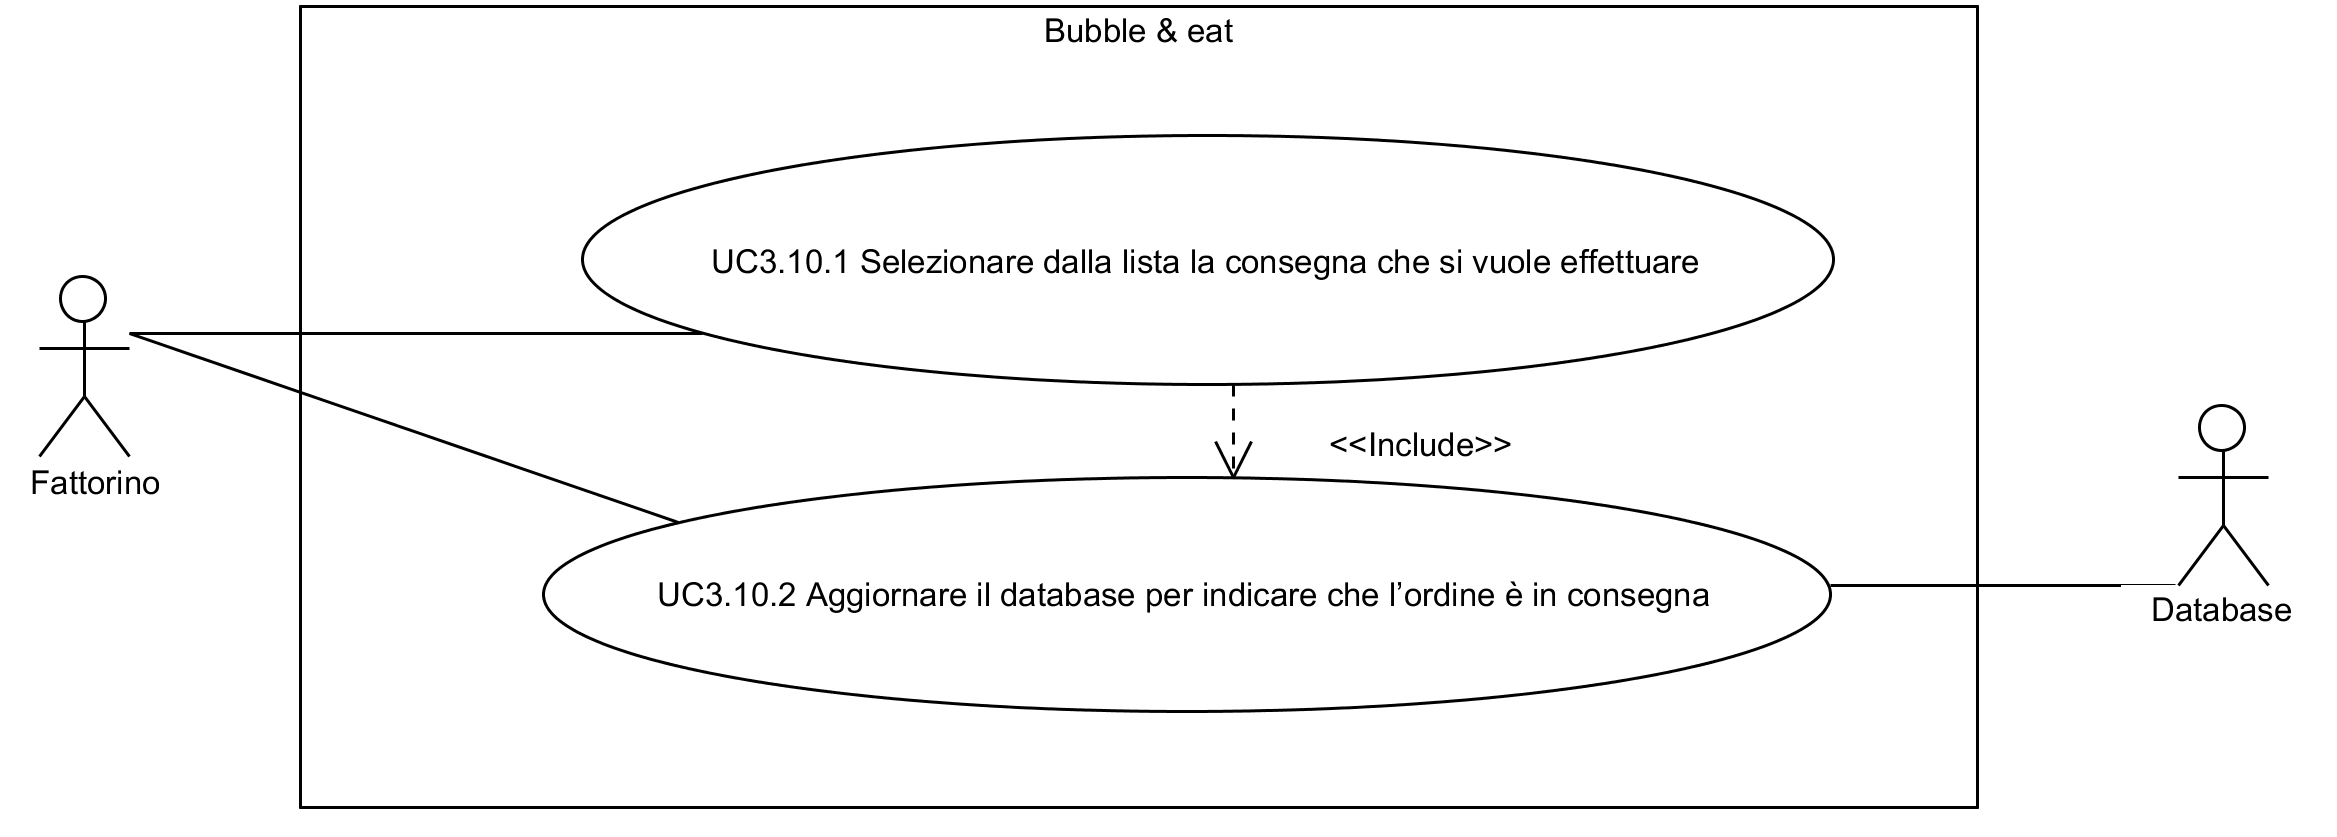 Bubble & eat
UC3.10.1 Selezionare dalla lista la consegna che si vuole effettuare
<<Include>>
Fattorino
UC3.10.2 Aggiornare il database per indicare che l’ordine è in consegna
Database